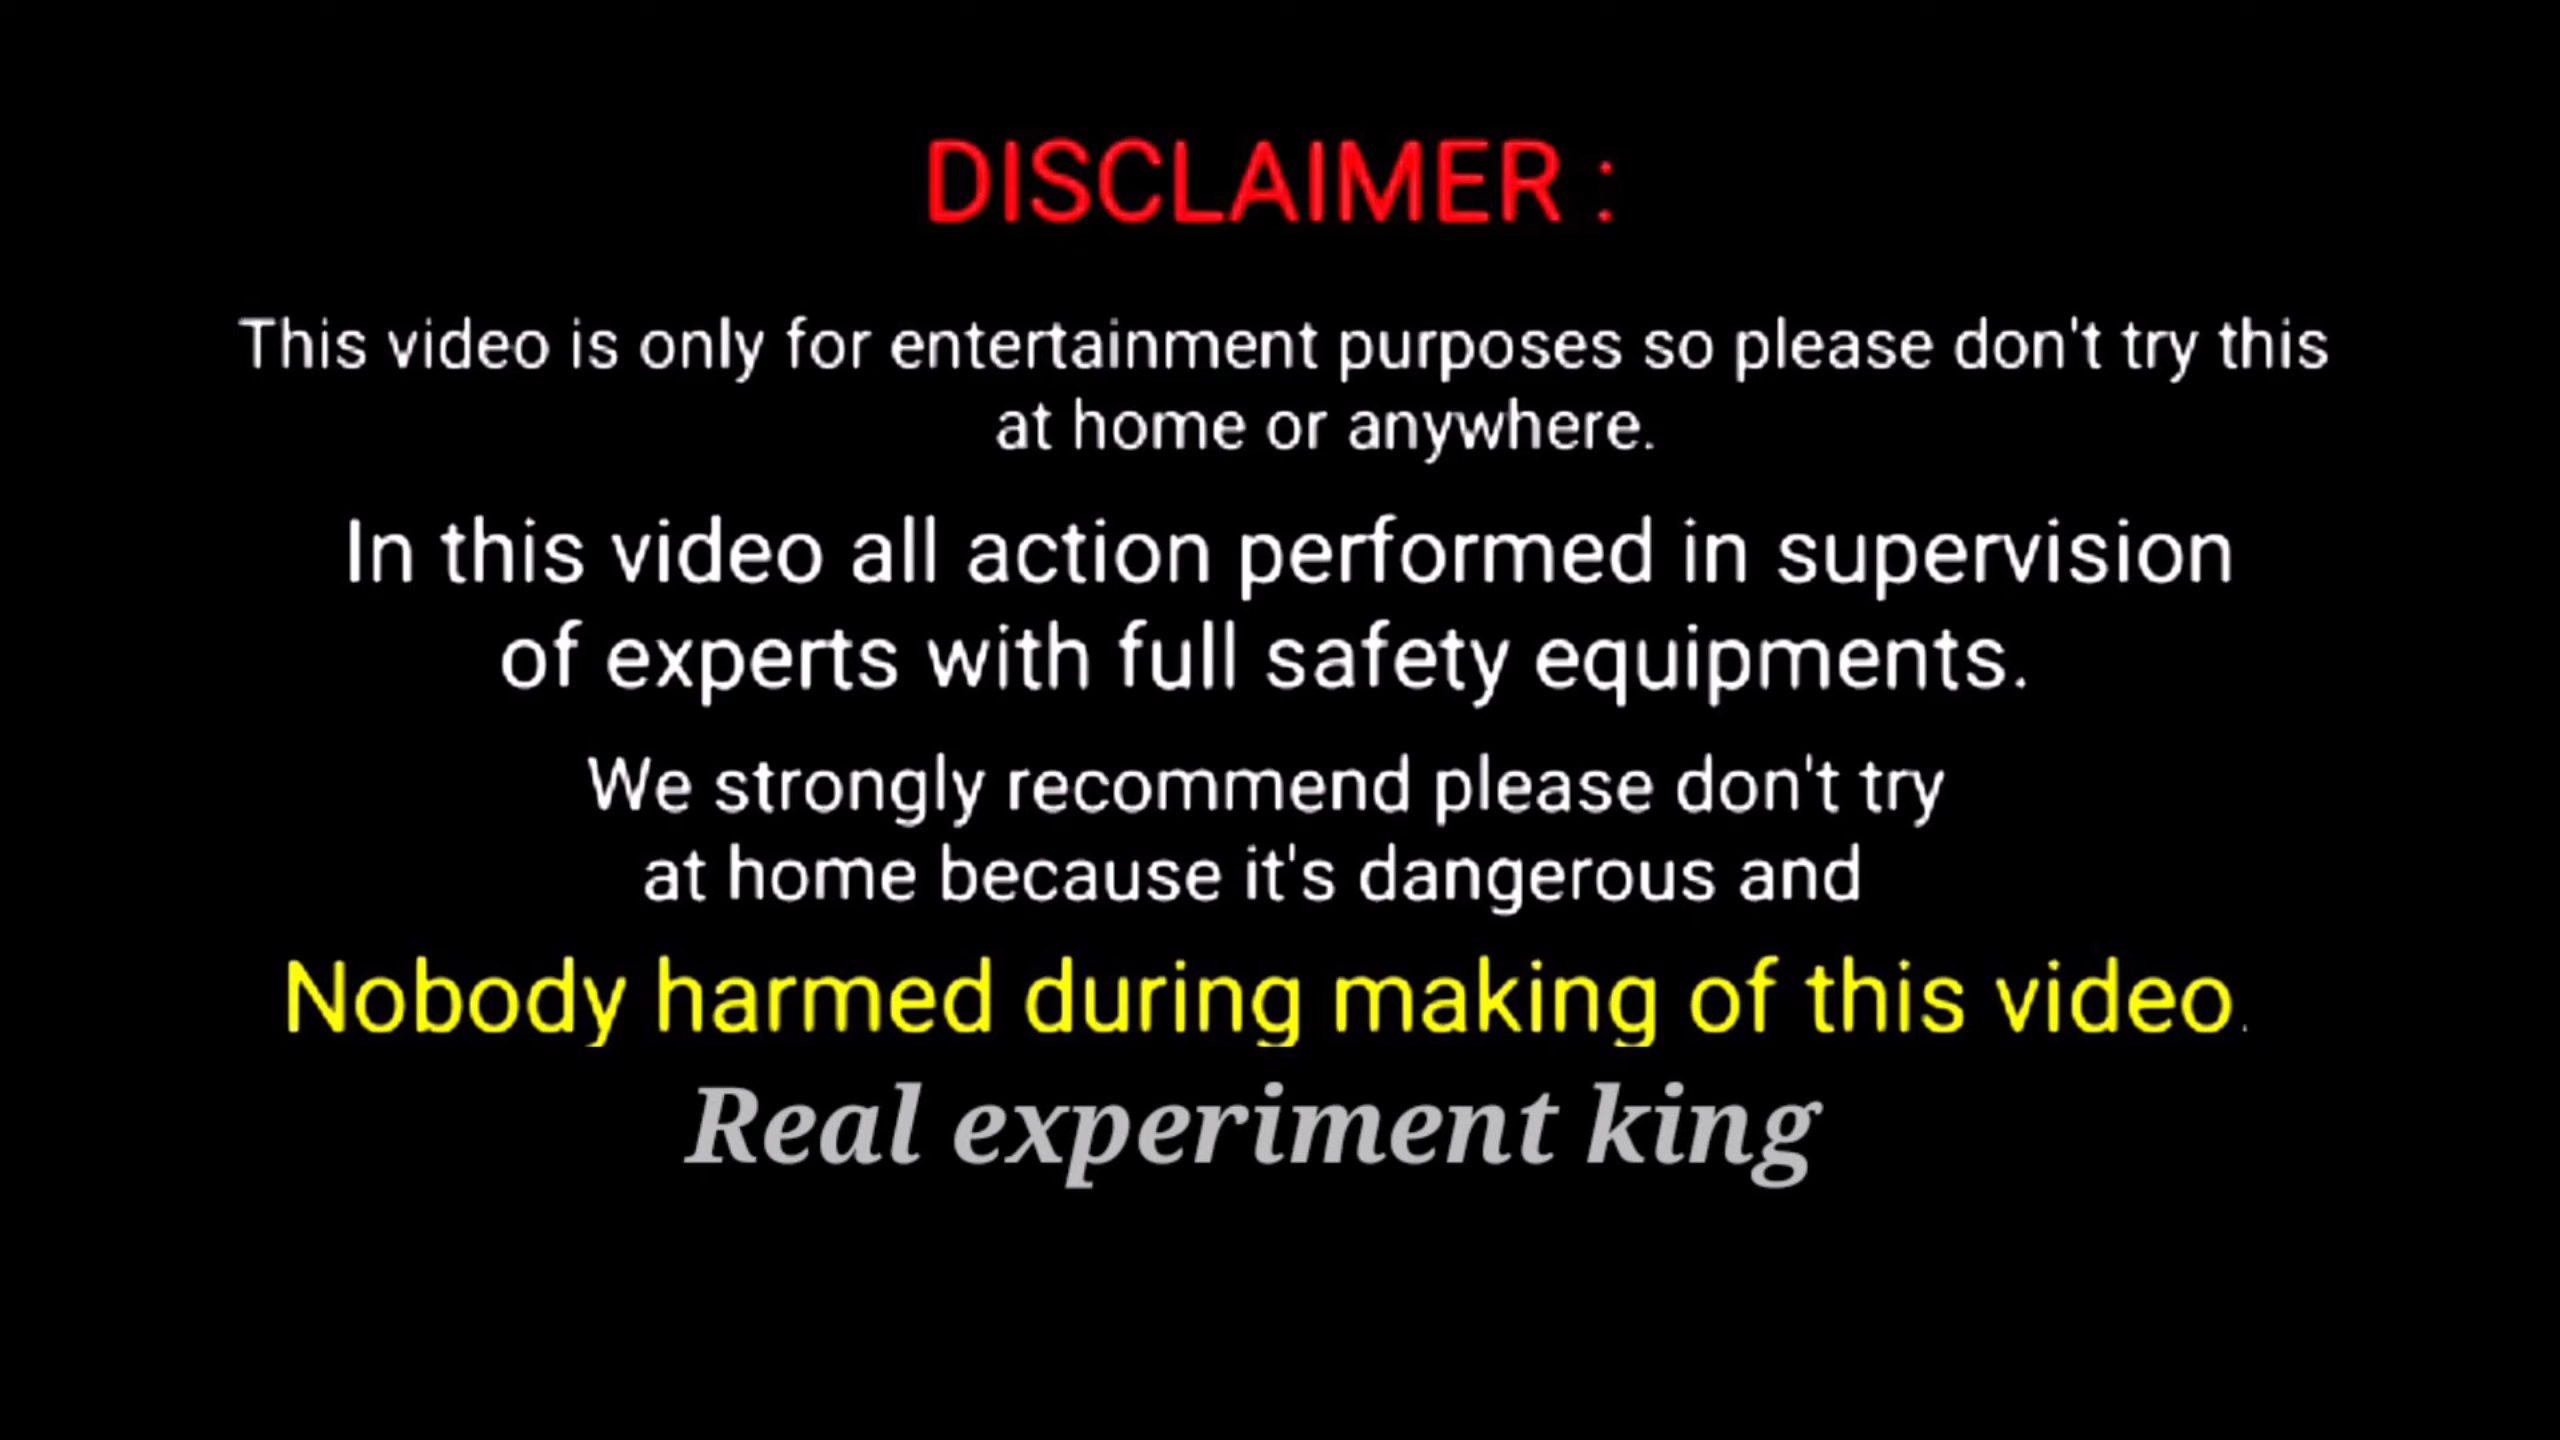 DISCLAIMER :
This video is only for entertainment purposes so please don't try this
at home or anywhere.
In this video all action performed in supervision
of experts with full safety equipments.
We strongly recommend please don't try
at home because it's dangerous and
Nobody harmed during making of this video.
Real experiment king